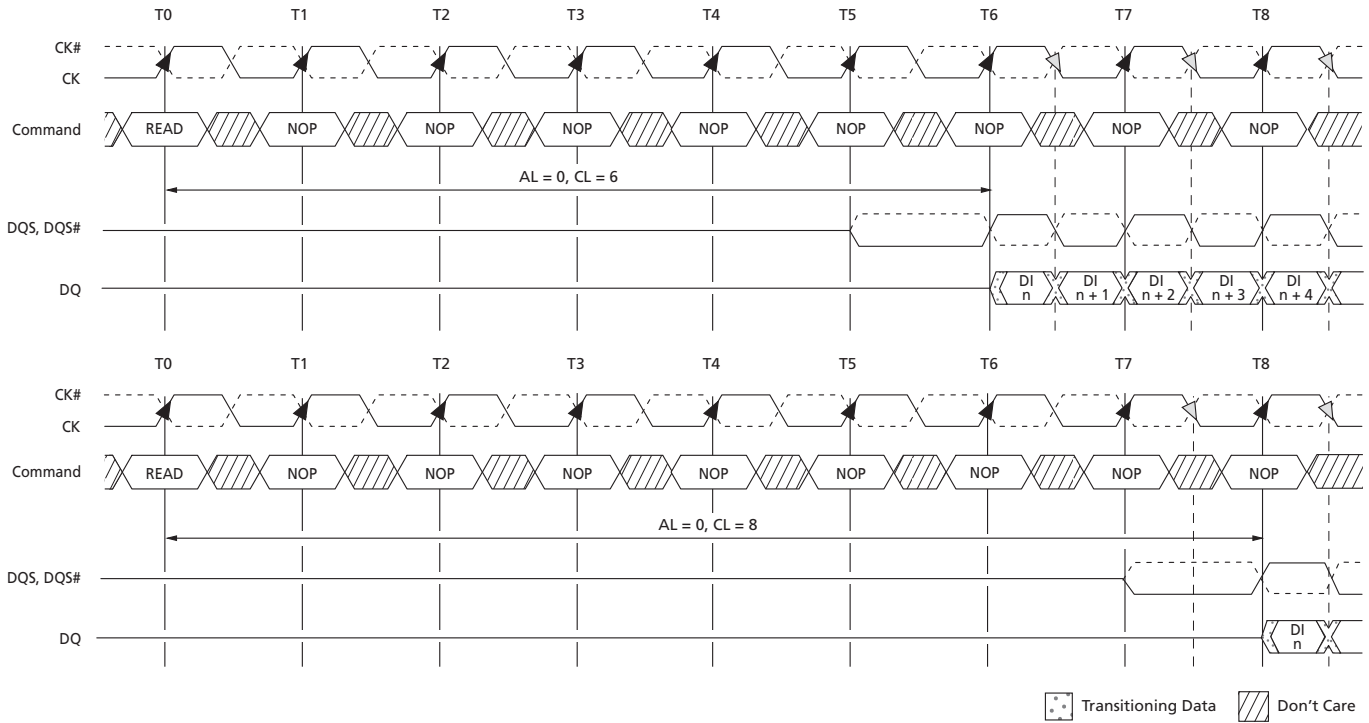 T0 T1 T2 T3 T4 T5 T6 T7 T8
CK#
CK
Command READ NOP NOP NOP NOP NOP NOP NOP NOP
AL = 0, CL = 6
DQS, DQS#
DQ DI n DI n + 1 DI n + 2 DI n + 3 DI n + 4
T0 T1 T2 T3 T4 T5 T6 T7 T8
CK#
CK
Command READ NOP NOP NOP NOP NOP NOP NOP NOP
AL = 0, CL = 8
DQS, DQS#
DQ DI n
Transitioning Data Don't Care